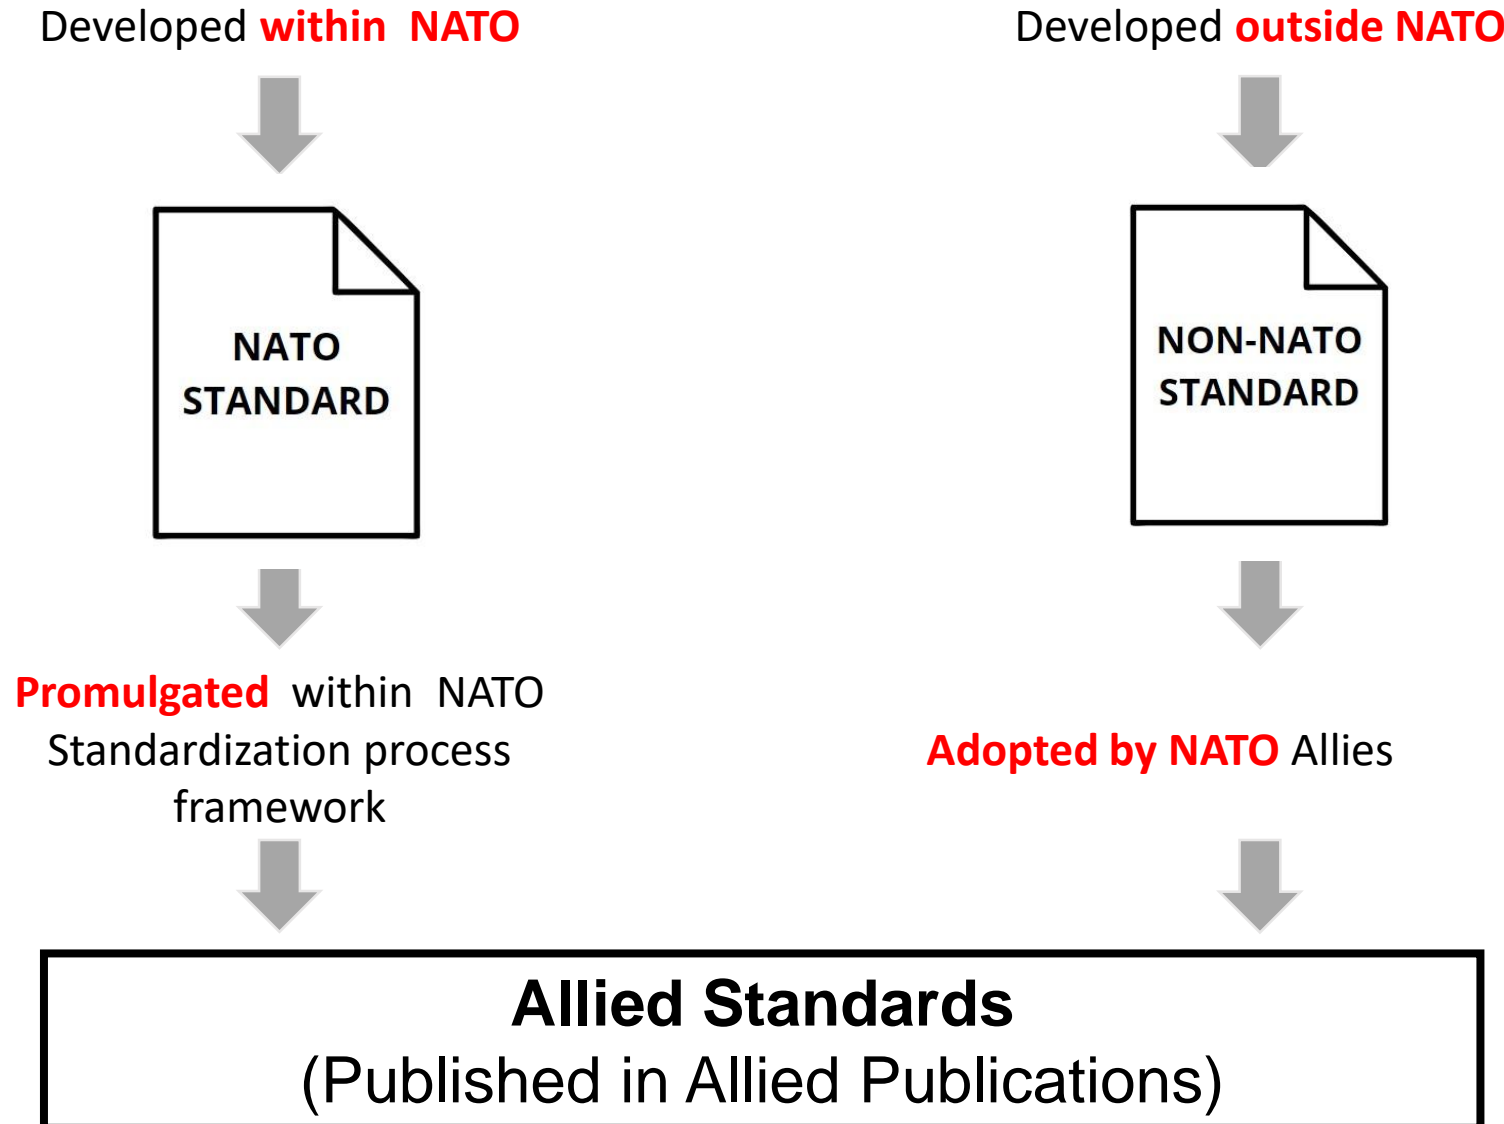 Developed within NATO
Developed outside NATO
NATO
STANDARD
NON-NATO
STANDARD
Promulgated within NATO
Standardization process
framework
Adopted by NATO Allies
Allied Standards
(Published in Allied Publications)